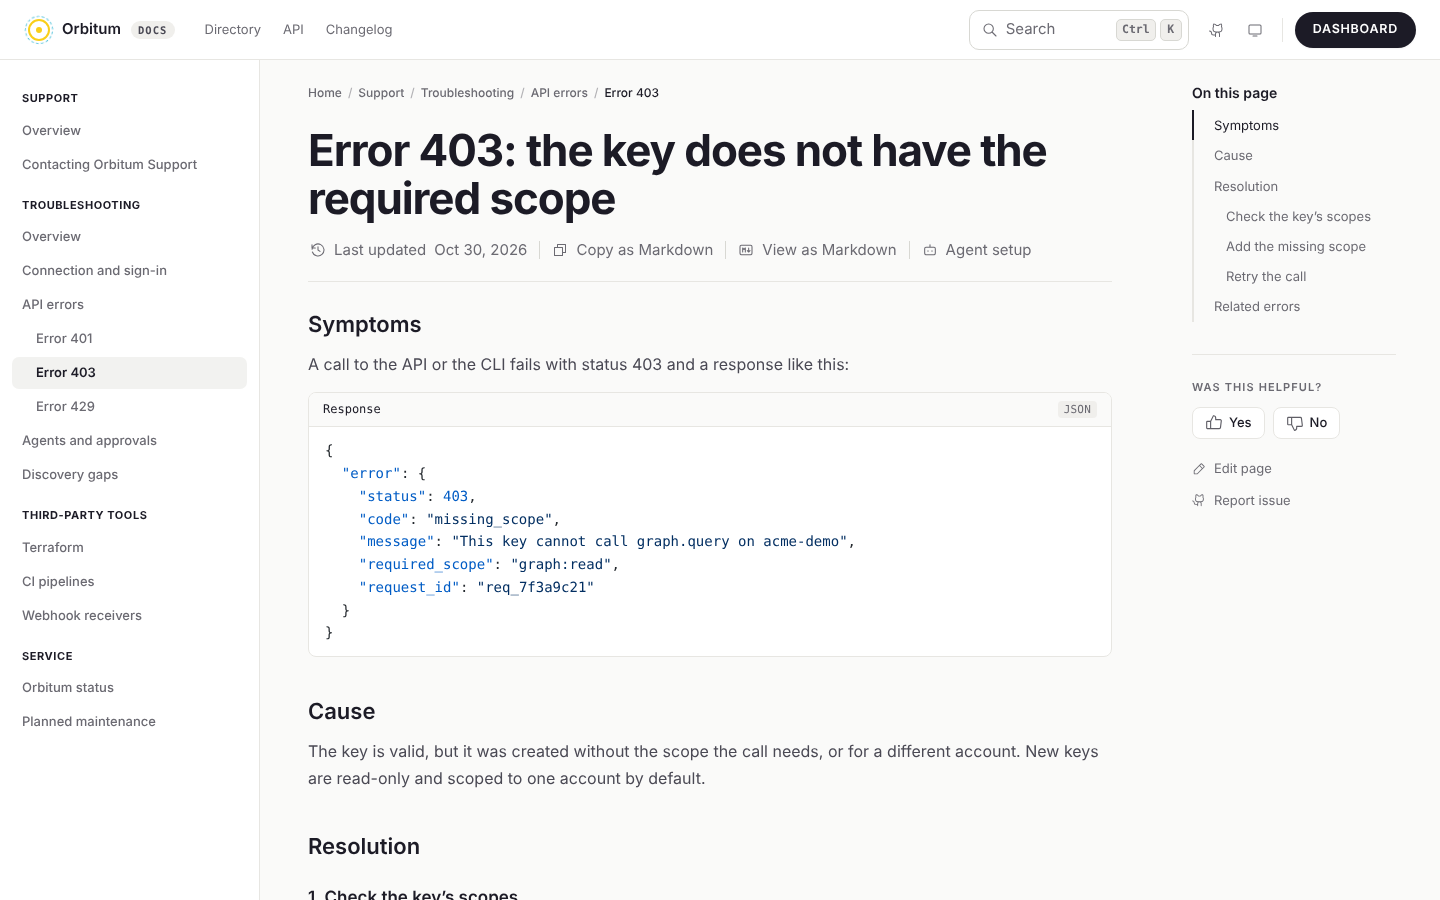 Orbitum DOCS Directory API Changelog Search Ctrl K DASHBOARD
SUPPORT
Overview
Contacting Orbitum Support
TROUBLESHOOTING
Overview
Connection and sign-in
API errors
Error 401
Error 403
Error 429
Agents and approvals
Discovery gaps
THIRD-PARTY TOOLS
Terraform
CI pipelines
Webhook receivers
SERVICE
Orbitum status
Planned maintenance
Home / Support / Troubleshooting / API errors / Error 403
Error 403: the key does not have the
required scope
Last updated Oct 30, 2026 Copy as Markdown View as Markdown Agent setup
Symptoms
A call to the API or the CLI fails with status 403 and a response like this:
Response JSON
{
  "error": {
    "status": 403,
    "code": "missing_scope",
    "message": "This key cannot call graph.query on acme-demo",
    "required_scope": "graph:read",
    "request_id": "req_7f3a9c21"
  }
}
Cause
The key is valid, but it was created without the scope the call needs, or for a different account. New keys
are read-only and scoped to one account by default.
Resolution
1. Check the key’s scopes
On this page
Symptoms
Cause
Resolution
Check the key’s scopes
Add the missing scope
Retry the call
Related errors
WAS THIS HELPFUL?
Yes No
Edit page
Report issue